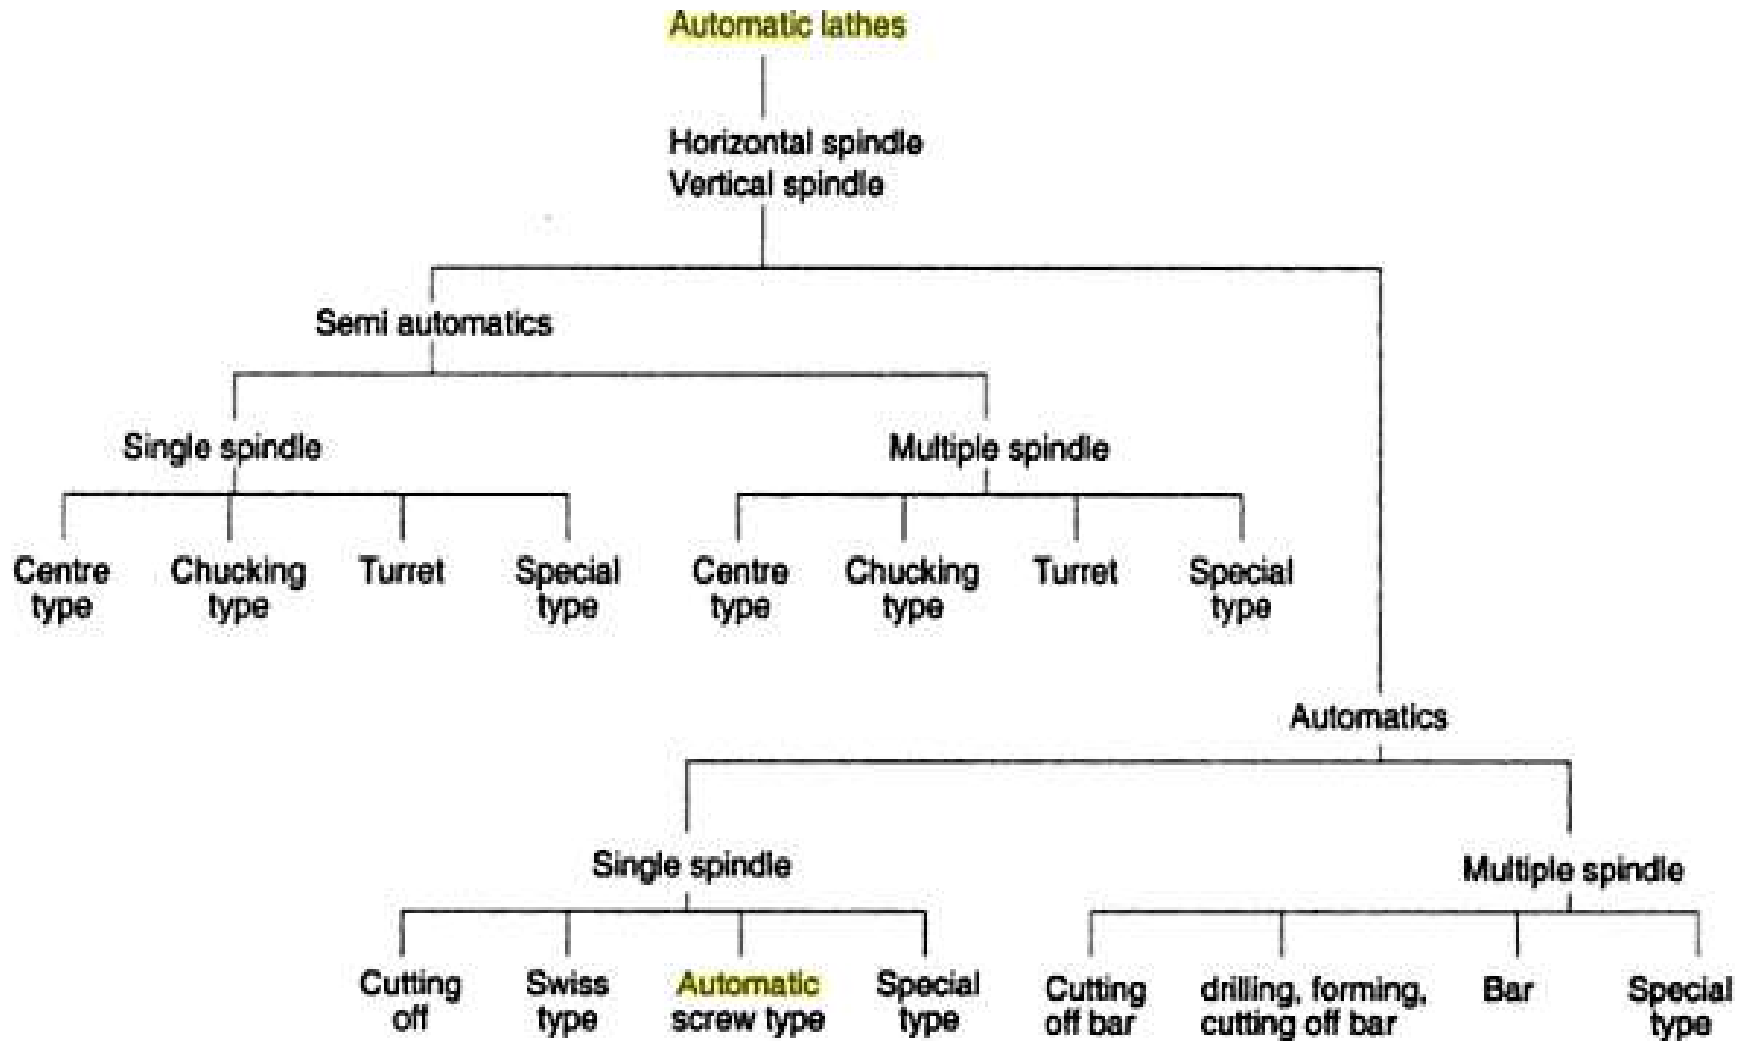 Automatic lathes
Horizontal spindle
Vertical spindle
Semi automatics
Single spindle
Multiple spindle
Centre
type
Chucking
type
Turret
Special
type
Centre
type
Chucking
type
Turret
Special
type
Automatics
Single spindle
Multiple spindle
Cutting
off
Swiss
type
Automatic
screw type
Special
type
Cutting
off bar
drilling, forming,
cutting off bar
Bar
Special
type